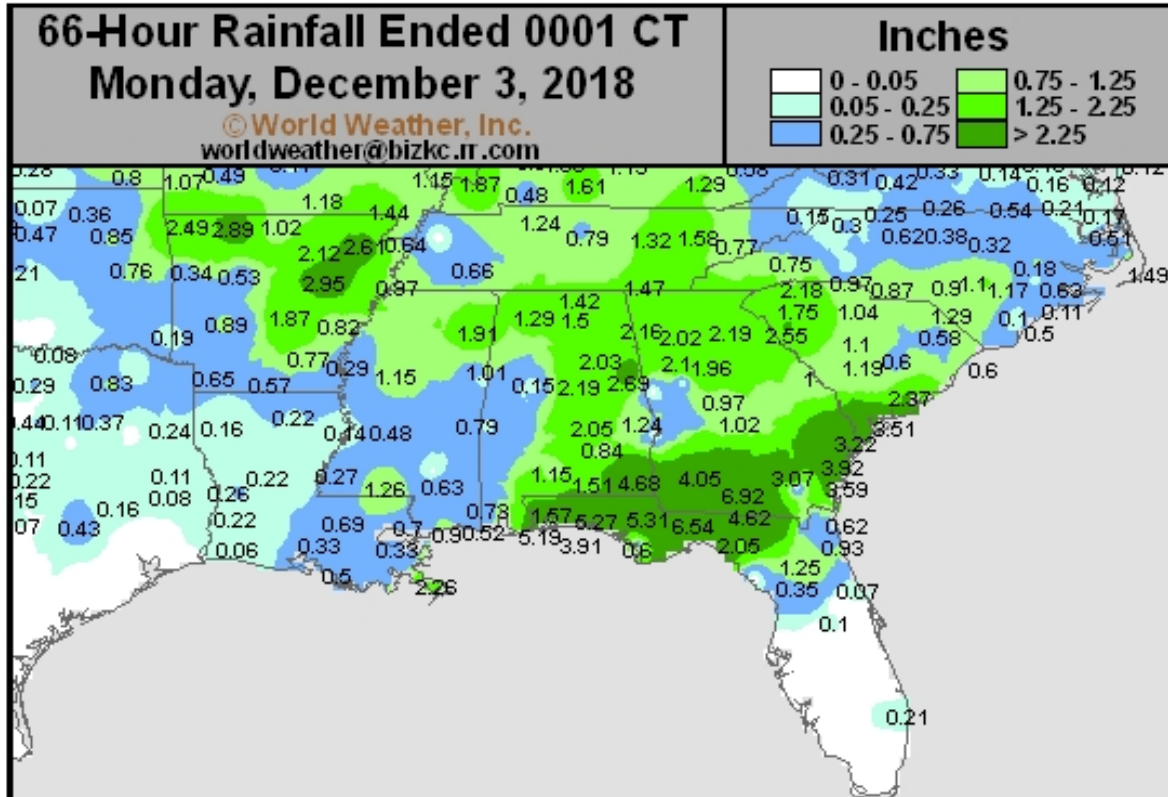 66-Hour Rainfall Ended 0001 CT
Monday, December 3, 2018
©World Weather, Inc.
worldweather@bizkc.rr.com
Inches
0 - 0.05 0.75 - 1.25
0.05 - 0.25 1.25 - 2.25
0.25 - 0.75 > 2.25
0.8 1.07 0.49 1.15 1.87 0.48 1.61 1.29 0.31 0.42 0.33 0.14 0.16 0.12
0.07 0.36 1.18 1.44 1.24 0.15 0.3 0.25 0.26 0.54 0.21 0.17
0.47 0.85 2.49 2.89 1.02 2.12 2.61 0.64 0.79 1.32 1.58 0.77 0.62 0.38 0.32 0.51
.21 0.76 0.34 0.53 2.95 0.97 0.66 1.47 0.75 0.18 1.49
1.42 2.18 0.97 0.87 0.9 1.1 1.17 0.63
0.19 0.89 1.87 0.82 1.91 1.29 1.5 2.16 2.02 2.19 1.75 2.55 1.04 1.29 0.1 0.11
0.08 0.77 0.29 1.01 2.03 2.1 1.96 1.1 0.58 0.5
0.29 0.83 0.65 0.57 1.15 0.15 2.19 2.69 1 1.19 0.6 0.6
0.97 2.37
.44 0.11 0.37 0.24 0.16 0.22 0.14 0.48 0.79 2.05 1.24 1.02 3.51
0.84 3.22
0.11 0.22 0.11 0.22 0.27 1.15 4.68 4.05 3.07 3.92
15 0.16 0.08 0.26 1.26 0.63 1.51 6.92 3.59
07 0.43 0.22 0.69 0.7 0.9 0.52 0.73 1.57 5.27 5.31 6.54 4.62 0.62
0.06 0.33 0.33 5.19 3.91 0.6 2.05 0.93
0.5 2.26 1.25
0.35 0.07
0.1
0.21